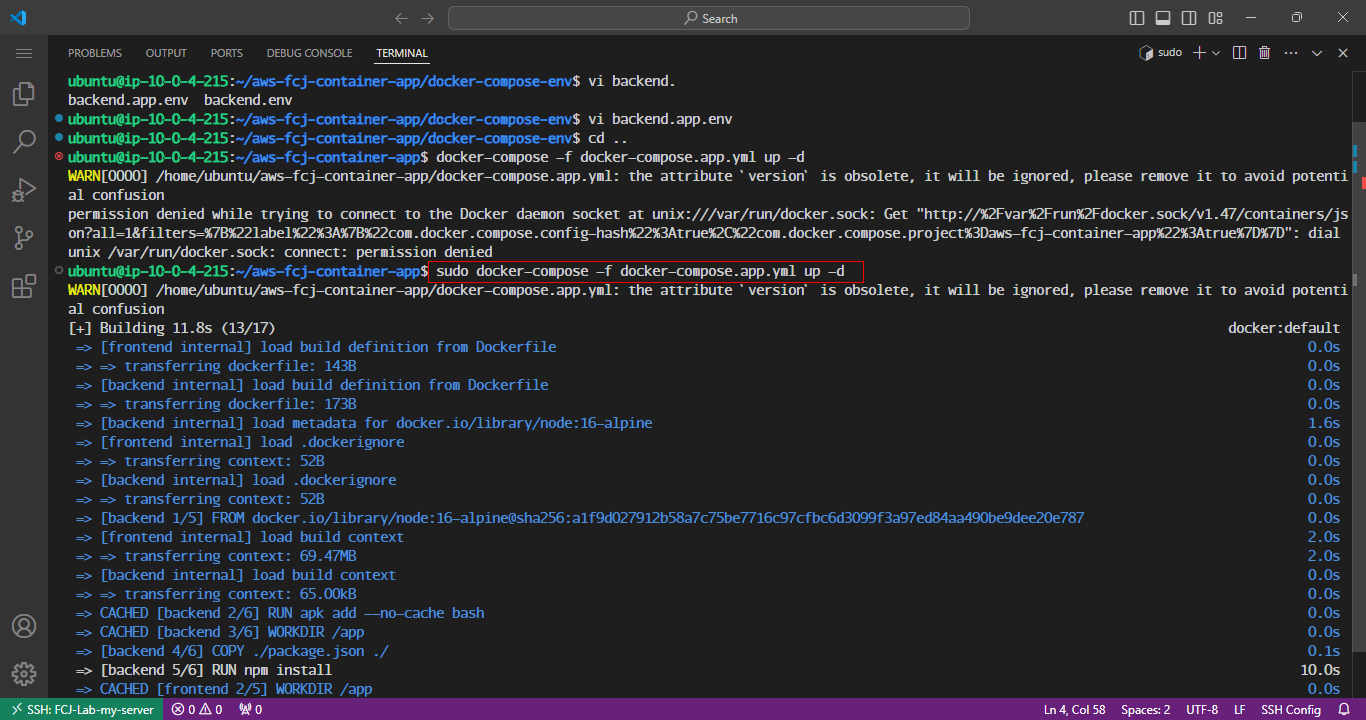 Search
PROBLEMS OUTPUT PORTS DEBUG CONSOLE TERMINAL
sudo
ubuntu@ip-10-0-4-215:~/aws-fcj-container-app/docker-compose-env$ vi backend.
backend.app.env  backend.env
ubuntu@ip-10-0-4-215:~/aws-fcj-container-app/docker-compose-env$ vi backend.app.env
ubuntu@ip-10-0-4-215:~/aws-fcj-container-app/docker-compose-env$ cd ..
ubuntu@ip-10-0-4-215:~/aws-fcj-container-app$ docker-compose -f docker-compose.app.yml up -d
WARN[0000] /home/ubuntu/aws-fcj-container-app/docker-compose.app.yml: the attribute `version` is obsolete, it will be ignored, please remove it to avoid potenti
al confusion
permission denied while trying to connect to the Docker daemon socket at unix:///var/run/docker.sock: Get "http://%2Fvar%2Frun%2Fdocker.sock/v1.47/containers/js
on?all=1&filters=%7B%22label%22%3A%7B%22com.docker.compose.config-hash%22%3Atrue%2C%22com.docker.compose.project%3Daws-fcj-container-app%22%3Atrue%7D%7D": dial
unix /var/run/docker.sock: connect: permission denied
ubuntu@ip-10-0-4-215:~/aws-fcj-container-app$ sudo docker-compose -f docker-compose.app.yml up -d
WARN[0000] /home/ubuntu/aws-fcj-container-app/docker-compose.app.yml: the attribute `version` is obsolete, it will be ignored, please remove it to avoid potenti
al confusion
[+] Building 11.8s (13/17) docker:default
=> [frontend internal] load build definition from Dockerfile 0.0s
=> => transferring dockerfile: 143B 0.0s
=> [backend internal] load build definition from Dockerfile 0.0s
=> => transferring dockerfile: 173B 0.0s
=> [backend internal] load metadata for docker.io/library/node:16-alpine 1.6s
=> [frontend internal] load .dockerignore 0.0s
=> => transferring context: 52B 0.0s
=> [backend internal] load .dockerignore 0.0s
=> => transferring context: 52B 0.0s
=> [backend 1/5] FROM docker.io/library/node:16-alpine@sha256:a1f9d027912b58a7c75be7716c97cfbc6d3099f3a97ed84aa490be9dee20e787 0.0s
=> [frontend internal] load build context 2.0s
=> => transferring context: 69.47MB 2.0s
=> [backend internal] load build context 0.0s
=> => transferring context: 65.00kB 0.0s
=> CACHED [backend 2/6] RUN apk add --no-cache bash 0.0s
=> CACHED [backend 3/6] WORKDIR /app 0.0s
=> [backend 4/6] COPY ./package.json ./ 0.1s
=> [backend 5/6] RUN npm install 10.0s
=> CACHED [frontend 2/5] WORKDIR /app 0.0s
SSH: FCJ-Lab-my-server 0 0 0 Ln 4, Col 58 Spaces: 2 UTF-8 LF SSH Config